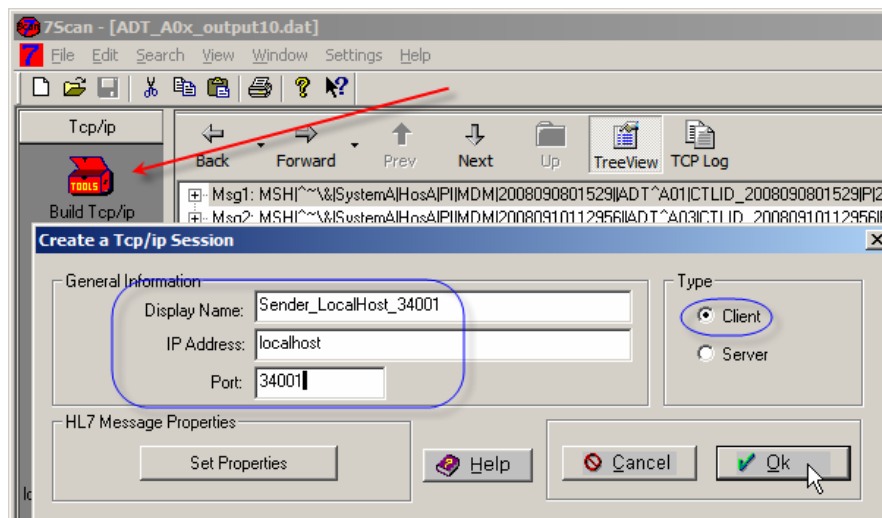 7Scan - [ADT_A0x_output10.dat]
File Edit Search View Window Settings Help
Tcp/ip
Back Forward Prev Next Up TreeView TCP Log
TOOLS
Build Tcp/ip
Msg1: MSH|^~\&|SystemA|HosA|PI|MDM|2008090801529||ADT^A01|CTLID_2008090801529|P|2
Msg2: MSH|^~\&|SystemA|HosA|PI|MDM|20080910112956||ADT^A03|CTLID_20080910112956|
Create a Tcp/ip Session
General Information
Display Name: Sender_LocalHost_34001
IP Address: localhost
Port: 34001
Type
Client
Server
HL7 Message Properties
Set Properties
Help
Cancel
Ok